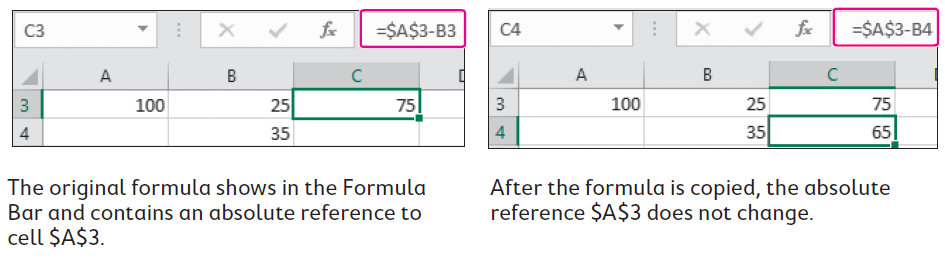 C3 fx =$A$3-B3
A B C
3 100 25 75
4 35
The original formula shows in the Formula
Bar and contains an absolute reference to
cell $A$3.
C4 fx =$A$3-B4
A B C
3 100 25 75
4 35 65
After the formula is copied, the absolute
reference $A$3 does not change.